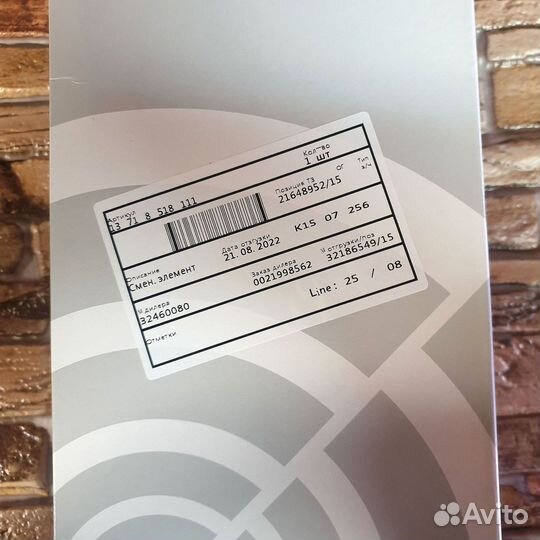 Артикул
13 71 8 518 111
Кол-тво
1 шт
Позиция ТЗ
21648952/15
ОГ
Тип з/ч
Дата отагузки
21.08.2022
K15 07 256
Описание
Смен.элемент
Заказ дилера
0021998562
№ отгрузки/поз
32186549/15
№ дилера
32460080
Line: 25 / 08
Отметки
Avito